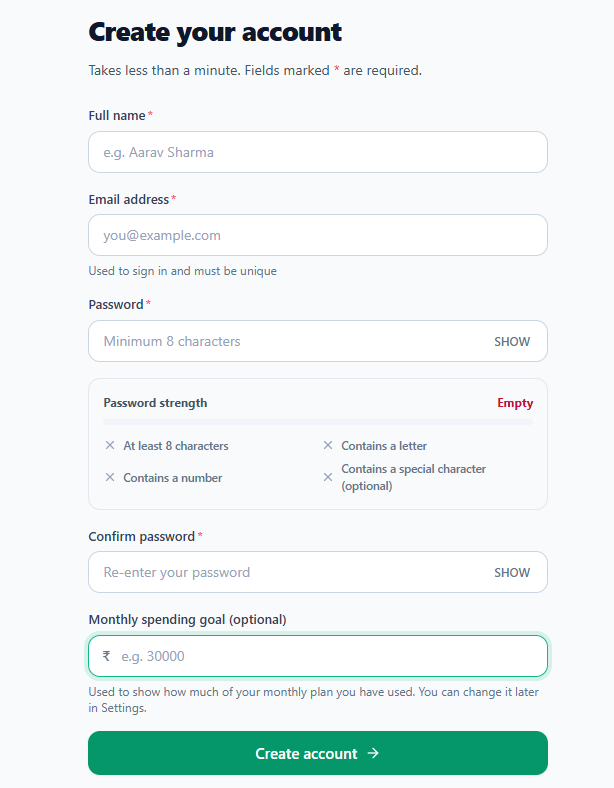 Create your account
Takes less than a minute. Fields marked * are required.
Full name *
e.g. Aarav Sharma
Email address *
you@example.com
Used to sign in and must be unique
Password *
Minimum 8 characters SHOW
Password strength Empty
At least 8 characters Contains a letter
Contains a number Contains a special character
(optional)
Confirm password *
Re-enter your password SHOW
Monthly spending goal (optional)
₹ e.g. 30000
Used to show how much of your monthly plan you have used. You can change it later
in Settings.
Create account →